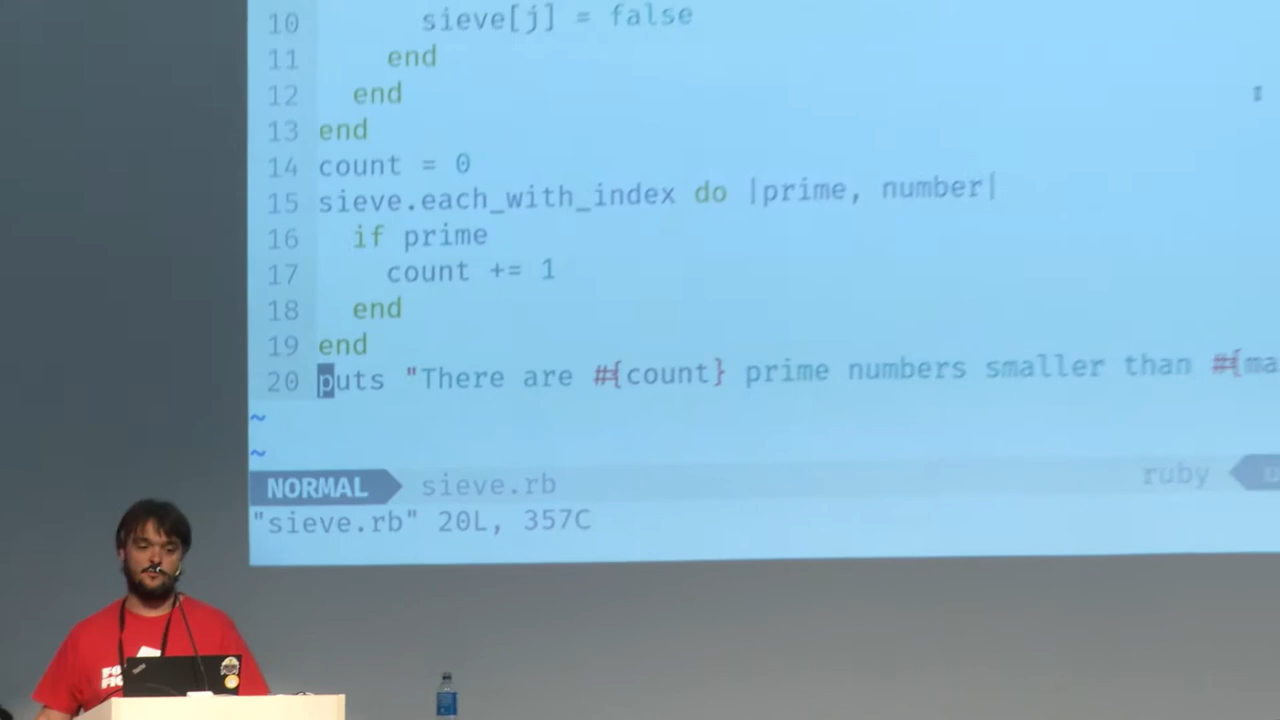 10 sieve[j] = false
11 end
12 end
13 end
14 count = 0
15 sieve.each_with_index do |prime, number|
16 if prime
17 count += 1
18 end
19 end
20 puts "There are #{count} prime numbers smaller than #{ma
~
~
NORMAL sieve.rb ruby
"sieve.rb" 20L, 357C